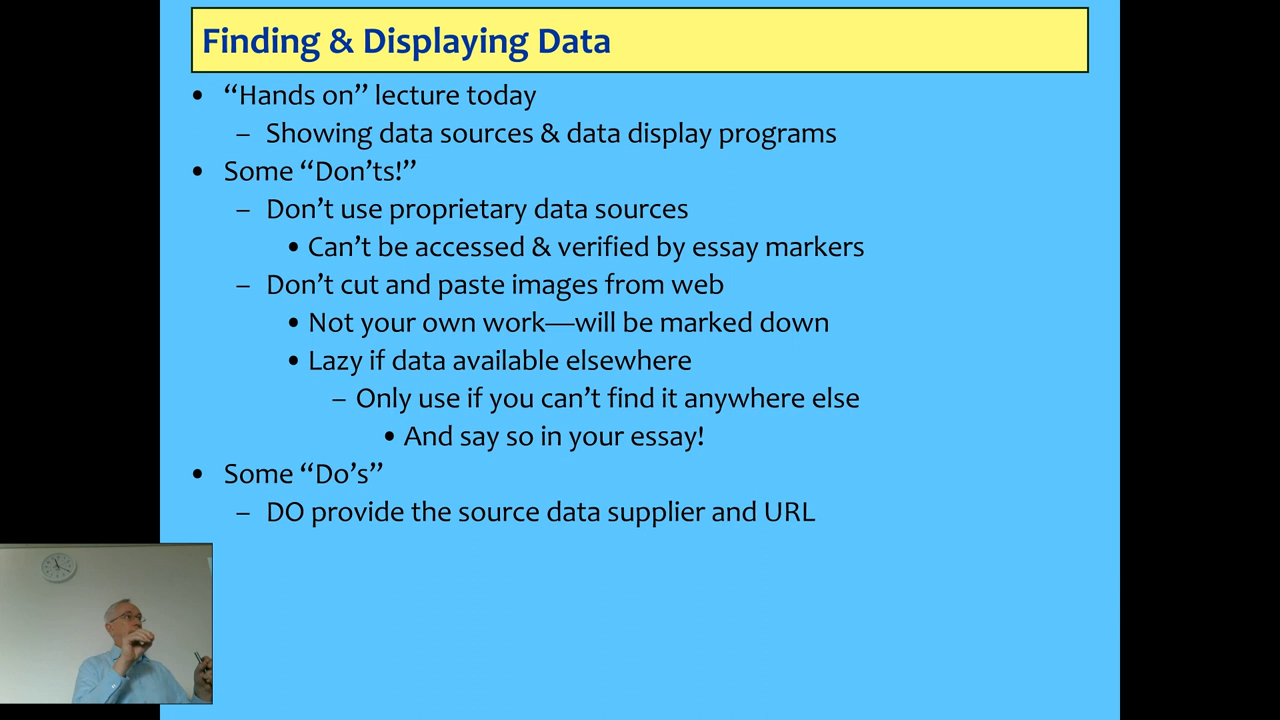 Finding & Displaying Data
• “Hands on” lecture today
– Showing data sources & data display programs
• Some “Don’ts!”
– Don’t use proprietary data sources
• Can’t be accessed & verified by essay markers
– Don’t cut and paste images from web
• Not your own work—will be marked down
• Lazy if data available elsewhere
– Only use if you can’t find it anywhere else
• And say so in your essay!
• Some “Do’s”
– DO provide the source data supplier and URL